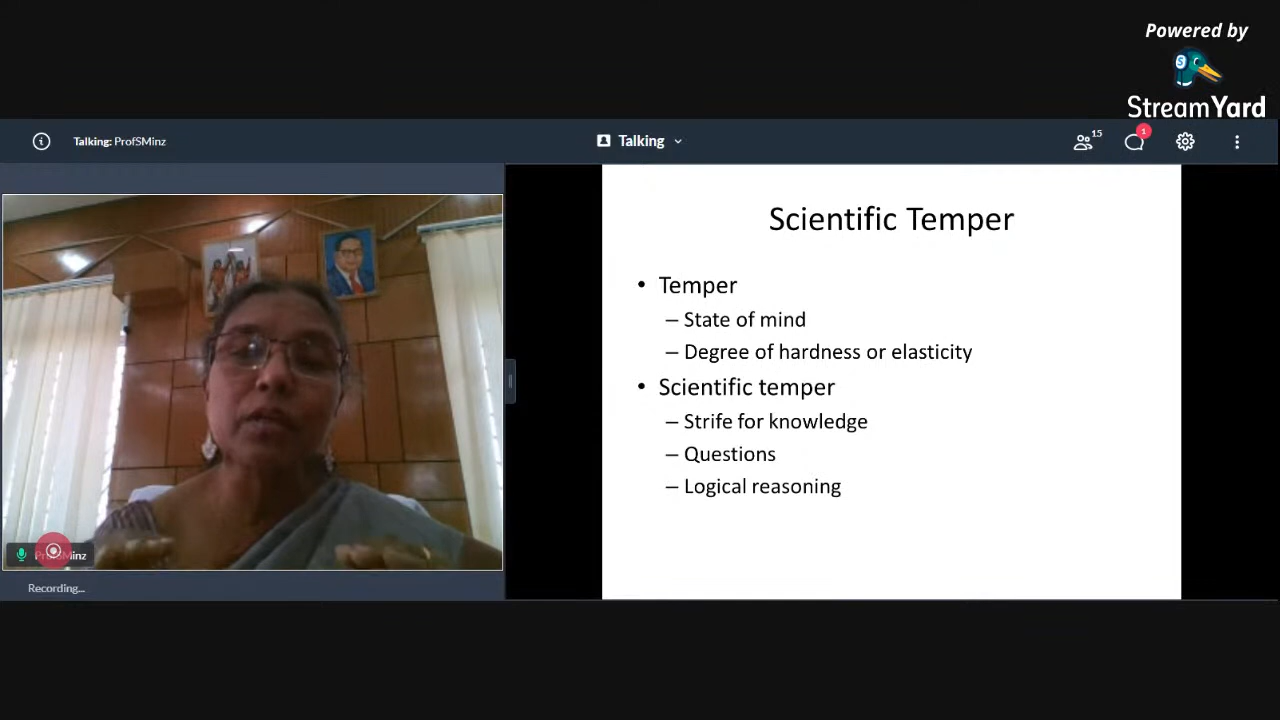 Powered by
StreamYard
Talking: ProfSMinz
Talking
15
1
Scientific Temper
• Temper
– State of mind
– Degree of hardness or elasticity
• Scientific temper
– Strife for knowledge
– Questions
– Logical reasoning
ProfSMinz
Recording...